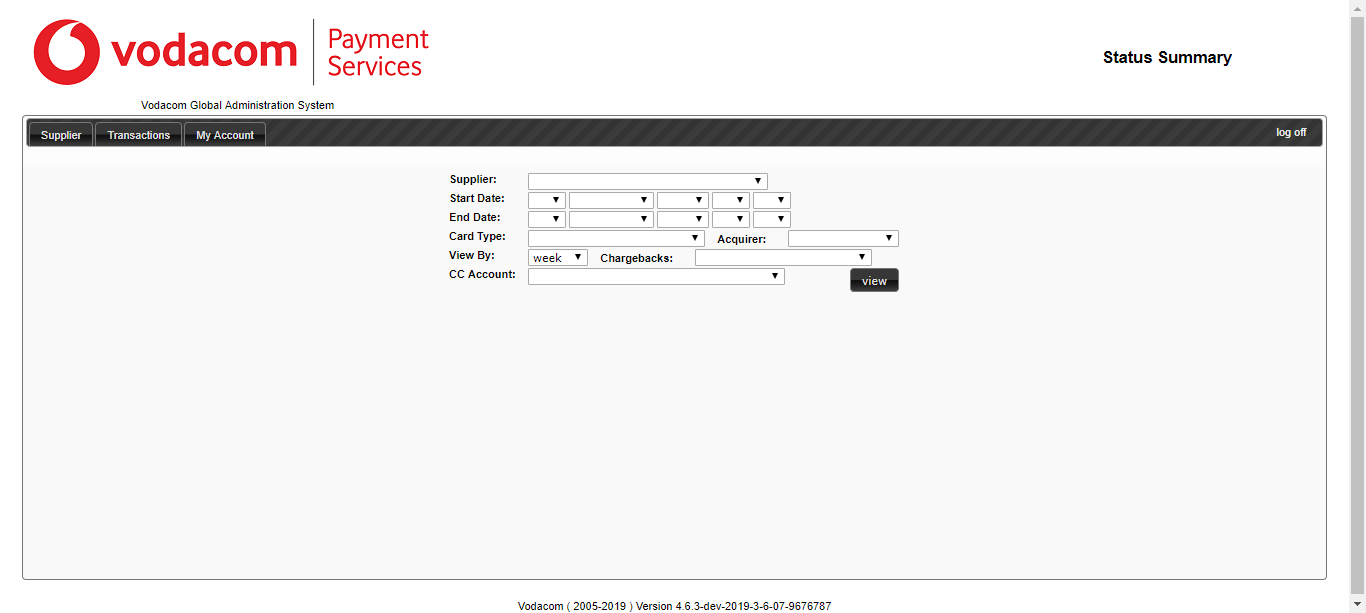 vodacom
Payment
Services
Status Summary
Vodacom Global Administration System
Supplier Transactions My Account log off
Supplier:
Start Date:
End Date:
Card Type: Acquirer:
View By: week Chargebacks:
CC Account: view
Vodacom ( 2005-2019 ) Version 4.6.3-dev-2019-3-6-07-9676787